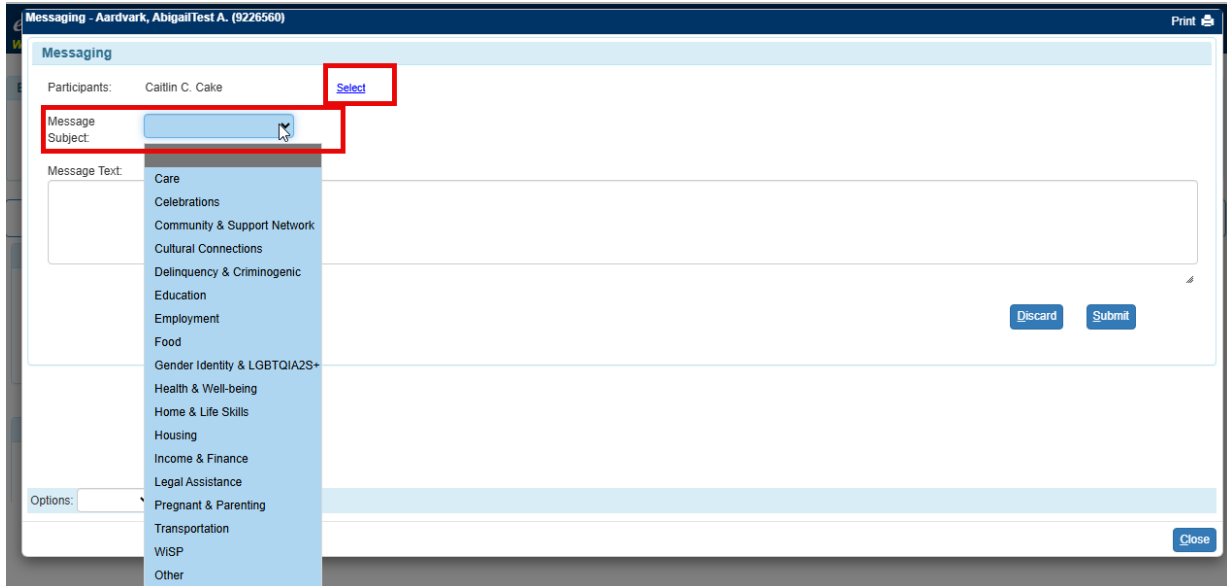 Messaging - Aardvark, AbigailTest A. (9226560) Print
Messaging
Participants: Caitlin C. Cake Select
Message
Subject:
Message Text:
Care
Celebrations
Community & Support Network
Cultural Connections
Delinquency & Criminogenic
Education
Employment
Food
Gender Identity & LGBTQIA2S+
Health & Well-being
Home & Life Skills
Housing
Income & Finance
Legal Assistance
Pregnant & Parenting
Transportation
WiSP
Other
Discard Submit
Options:
Close